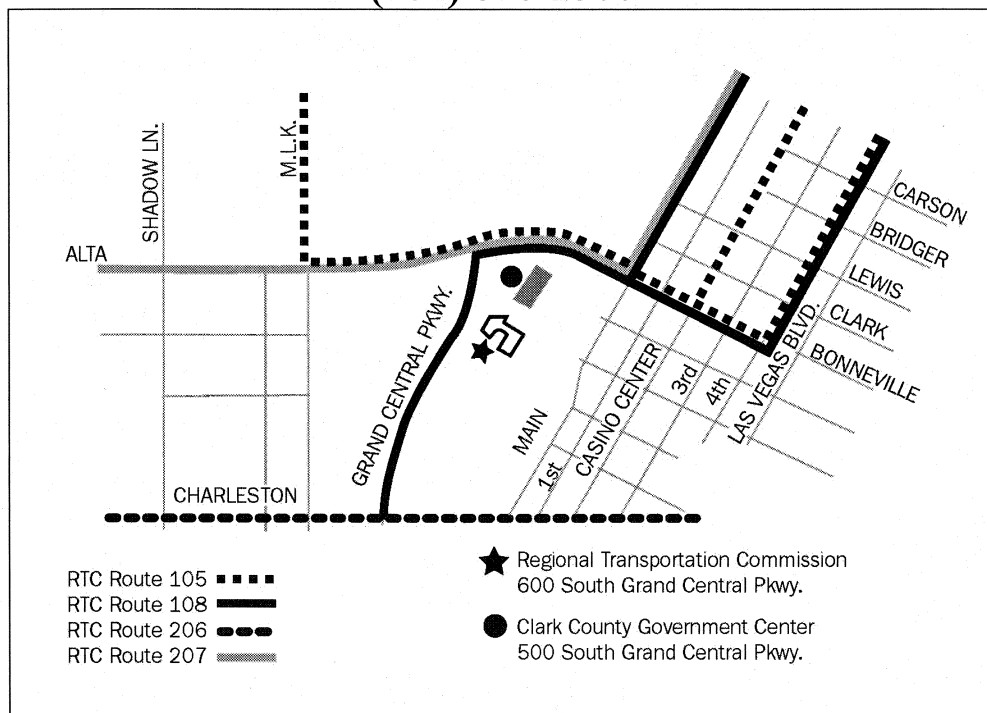 SHADOW LN.
M.L.K.
ALTA
GRAND CENTRAL PKWY.
CARSON
BRIDGER
LEWIS
CLARK
BONNEVILLE
LAS VEGAS BLVD.
4th
3rd
CASINO CENTER
1st
MAIN
CHARLESTON
RTC Route 105
RTC Route 108
RTC Route 206
RTC Route 207
Regional Transportation Commission
600 South Grand Central Pkwy.
Clark County Government Center
500 South Grand Central Pkwy.